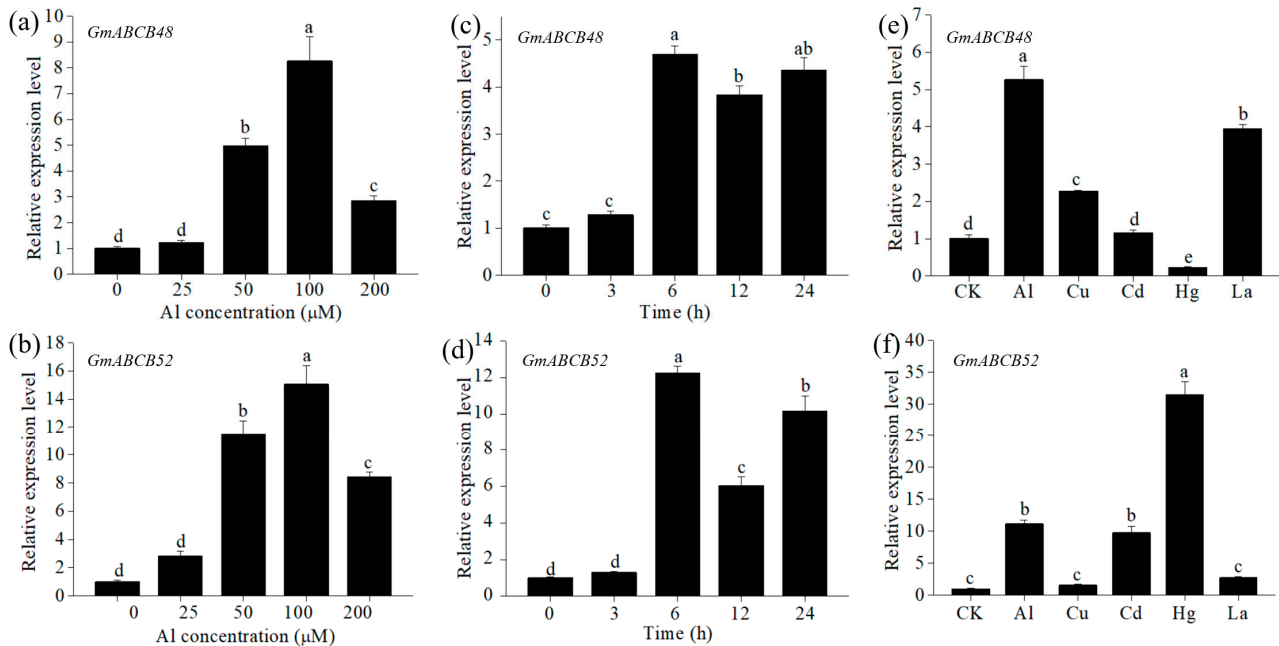 (a)
GmABCB48
Relative expression level
10
9
8
7
6
5
4
3
2
1
0
d
d
b
a
c
0 25 50 100 200
Al concentration (μM)
(c)
GmABCB48
Relative expression level
5
4
3
2
1
0
c
c
a
b
ab
0 3 6 12 24
Time (h)
(e)
GmABCB48
Relative expression level
7
6
5
4
3
2
1
0
d
a
c
d
e
b
CK Al Cu Cd Hg La
(b)
GmABCB52
Relative expression level
18
16
14
12
10
8
6
4
2
0
d
d
b
a
c
0 25 50 100 200
Al concentration (μM)
(d)
GmABCB52
Relative expression level
14
12
10
8
6
4
2
0
d
d
a
c
b
0 3 6 12 24
Time (h)
(f)
GmABCB52
Relative expression level
40
35
30
25
20
15
10
5
0
c
b
c
b
a
c
CK Al Cu Cd Hg La